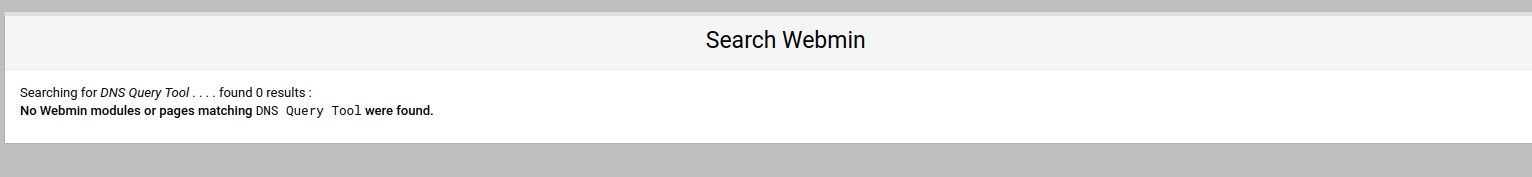 Search Webmin
Searching for DNS Query Tool . . . . found 0 results :
No Webmin modules or pages matching DNS Query Tool were found.